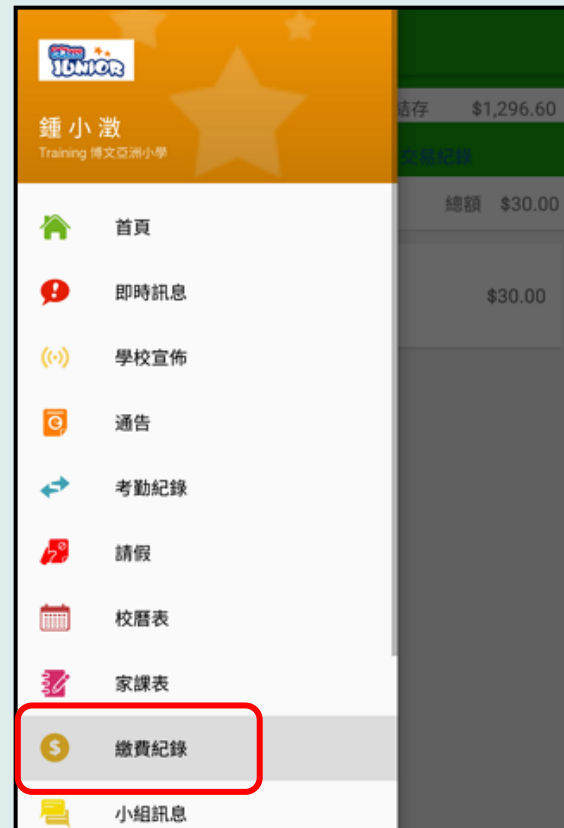 JUNIOR
鍾 小 澂
Training 博文亞洲小學
結存 $1,296.60
交易紀錄
總額 $30.00
$30.00
首頁
即時訊息
學校宣佈
通告
考勤紀錄
請假
校曆表
家課表
繳費紀錄
小組訊息